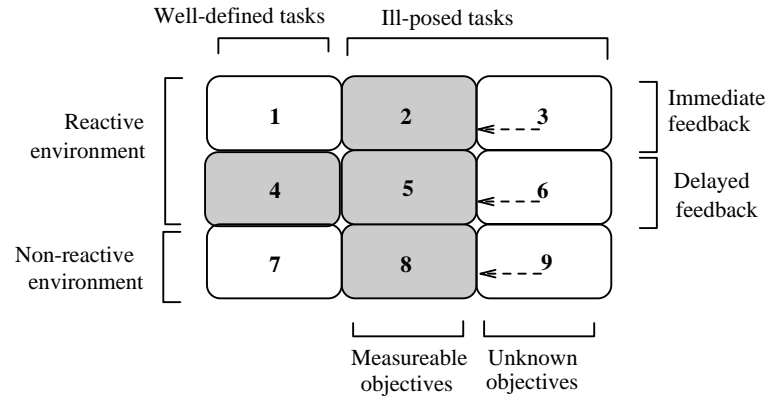 Well-defined tasks
Ill-posed tasks
1
2
3
Immediate
feedback
Reactive
environment
4
5
6
Delayed
feedback
Non-reactive
environment
7
8
9
Measureable
objectives
Unknown
objectives